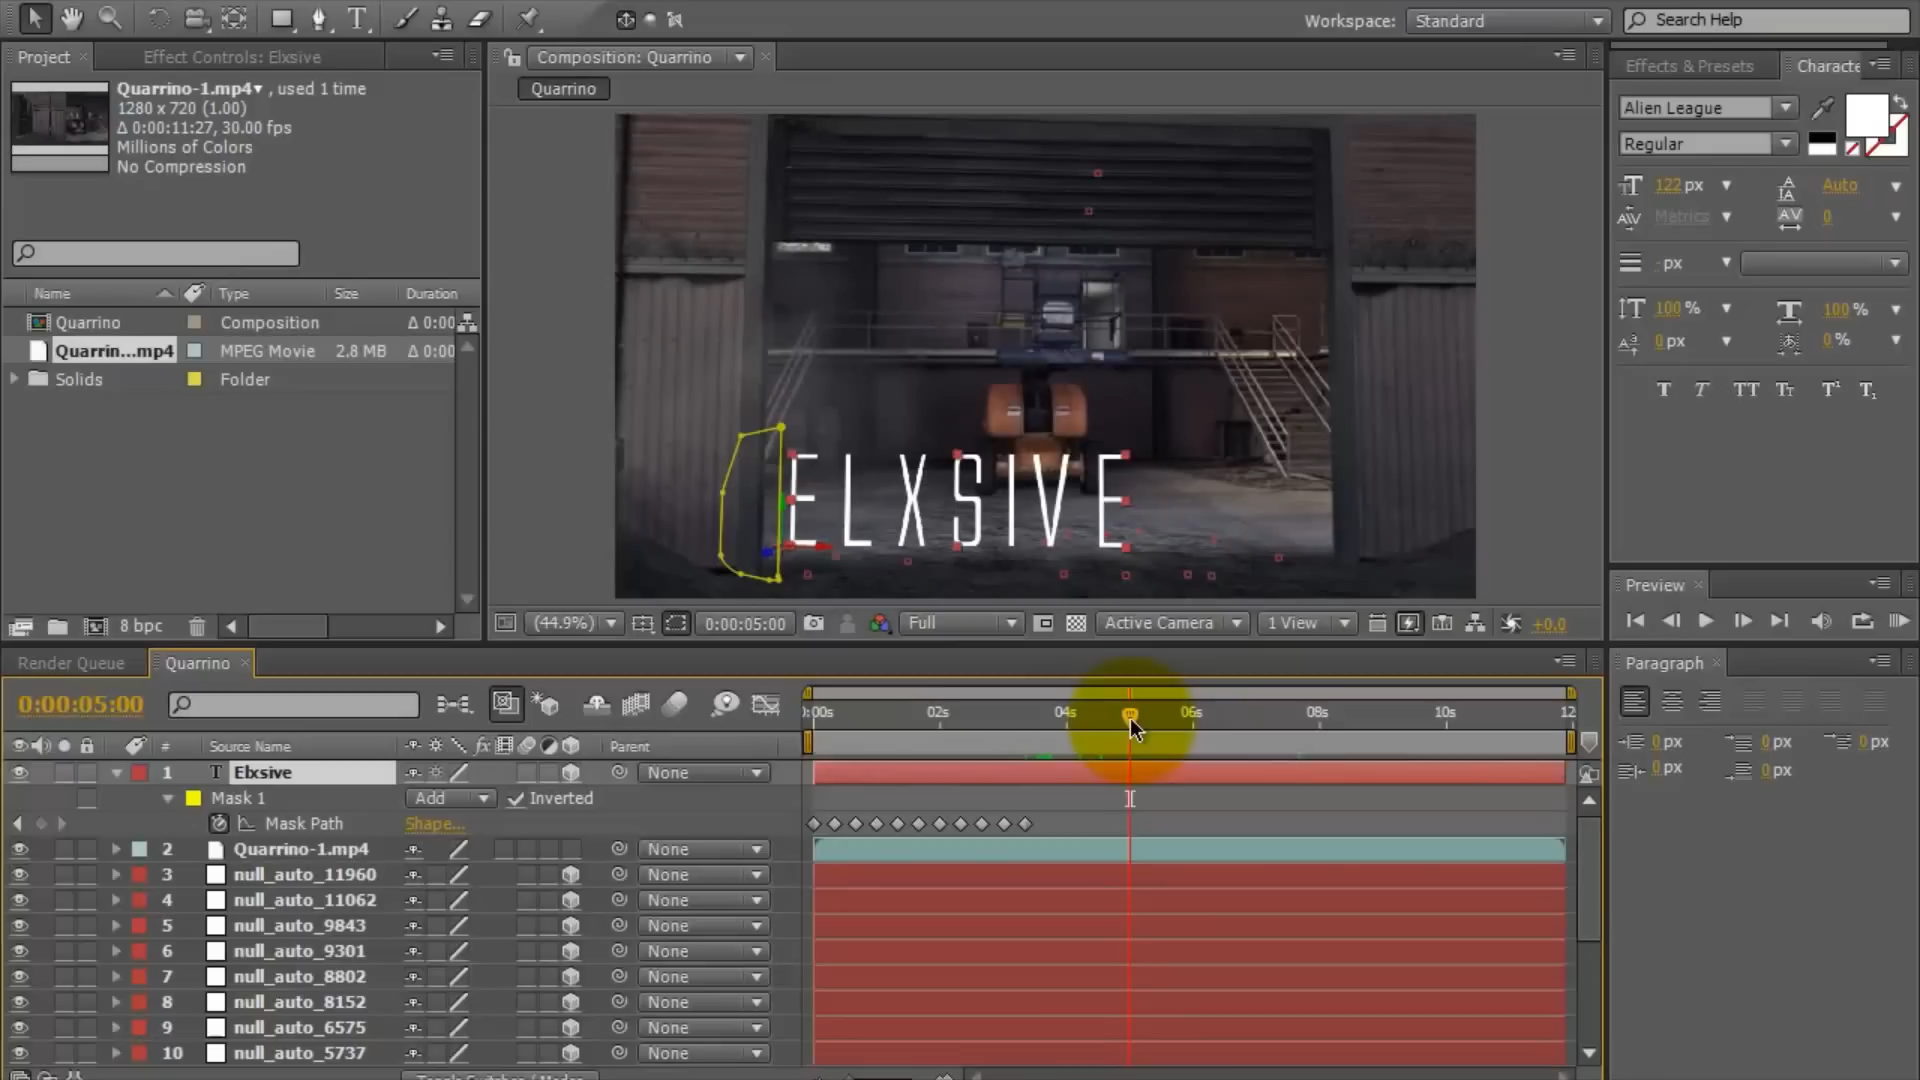 Workspace: Standard
Search Help
Project
Effect Controls: Elxsive
Quarrino-1.mp4 , used 1 time
1280 x 720 (1.00)
Δ 0:00:11:27, 30.00 fps
Millions of Colors
No Compression
Name Type Size Duration
Quarrino Composition Δ 0:00
Quarrin...mp4 MPEG Movie 2.8 MB Δ 0:00
Solids Folder
8 bpc
Composition: Quarrino
Quarrino
ELXSIVE
(44.9%) 0:00:05:00 Full Active Camera 1 View +0.0
Effects & Presets Characte
Alien League
Regular
122 px Auto
Metrics 0
- px
100 % 100 %
0 px 0 %
T T TT Tt T¹ T₁
Preview
Paragraph
0 px 0 px 0 px
0 px 0 px
Render Queue Quarrino
0:00:05:00
0:00s 02s 04s 06s 08s 10s 12
# Source Name fx Parent
1 T Elxsive None
Mask 1 Add Inverted
Mask Path Shape...
2 Quarrino-1.mp4 None
3 null_auto_11960 None
4 null_auto_11062 None
5 null_auto_9843 None
6 null_auto_9301 None
7 null_auto_8802 None
8 null_auto_8152 None
9 null_auto_6575 None
10 null_auto_5737 None